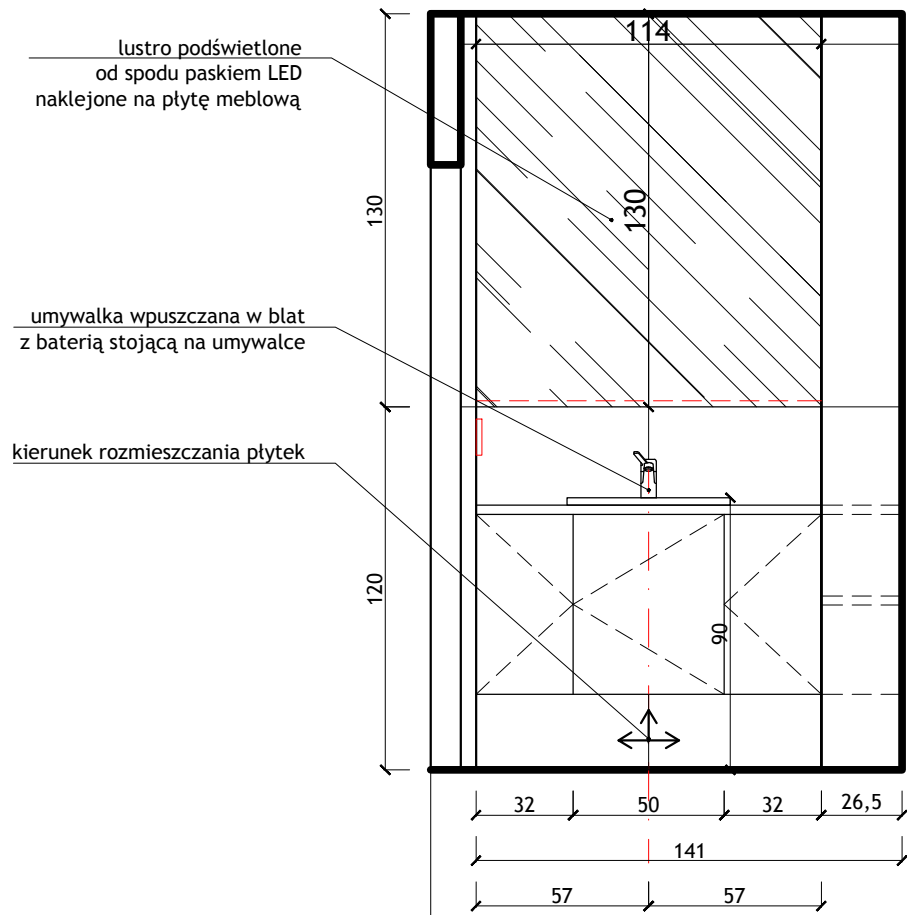 114
lustro podświetlone
od spodu paskiem LED
naklejone na płytę meblową
130
130
umywalka wpuszczana w blat
z baterią stojącą na umywalce
kierunek rozmieszczania płytek
120
90
32 50 32 26,5
141
57 57